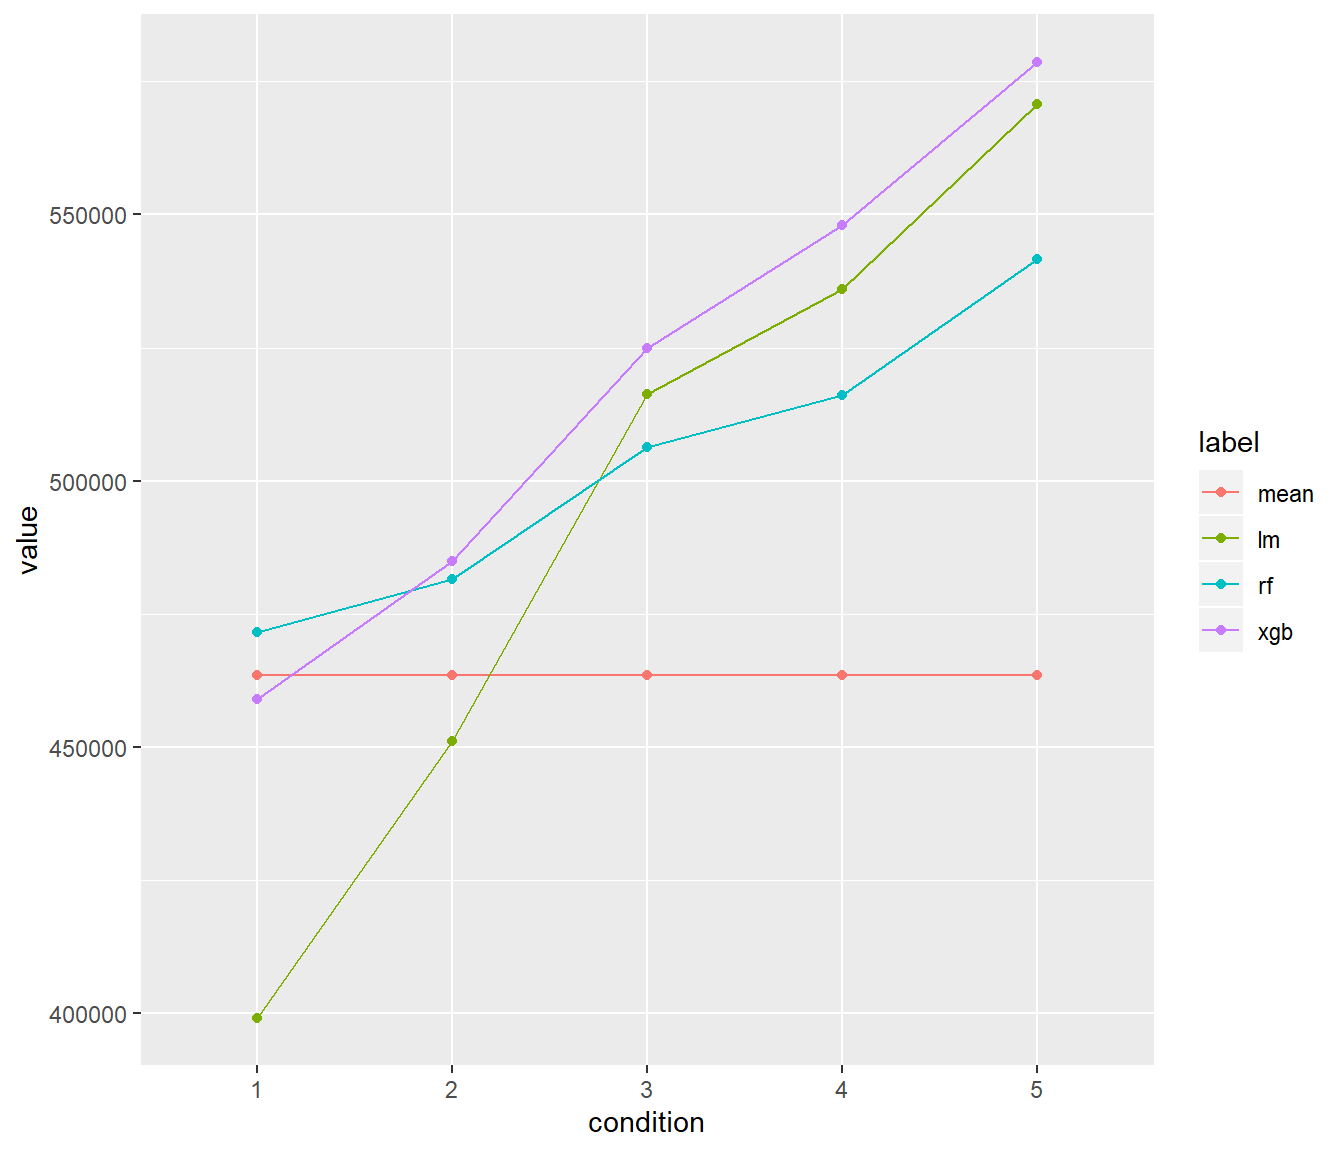 value
550000
500000
450000
400000
1 2 3 4 5
condition
label
mean
lm
rf
xgb